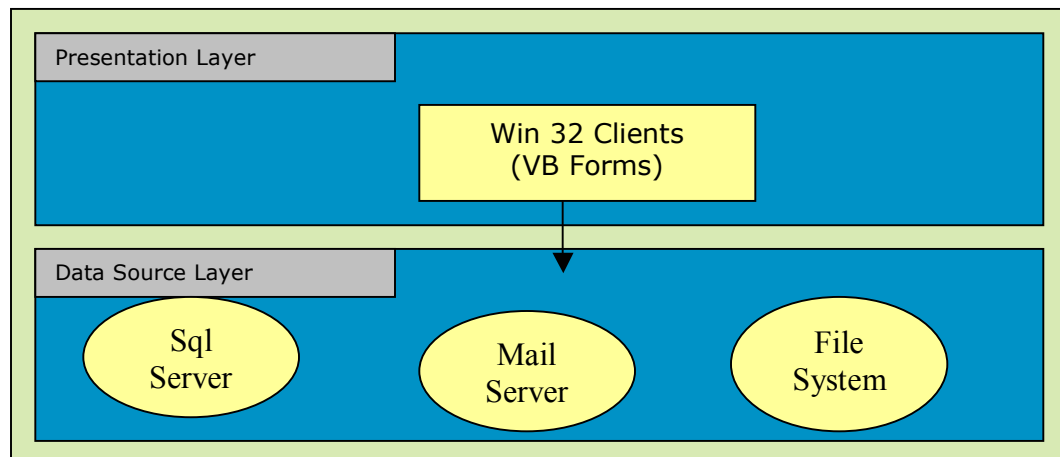 Presentation Layer
Win 32 Clients
(VB Forms)
Data Source Layer
Sql
Server
Mail
Server
File
System